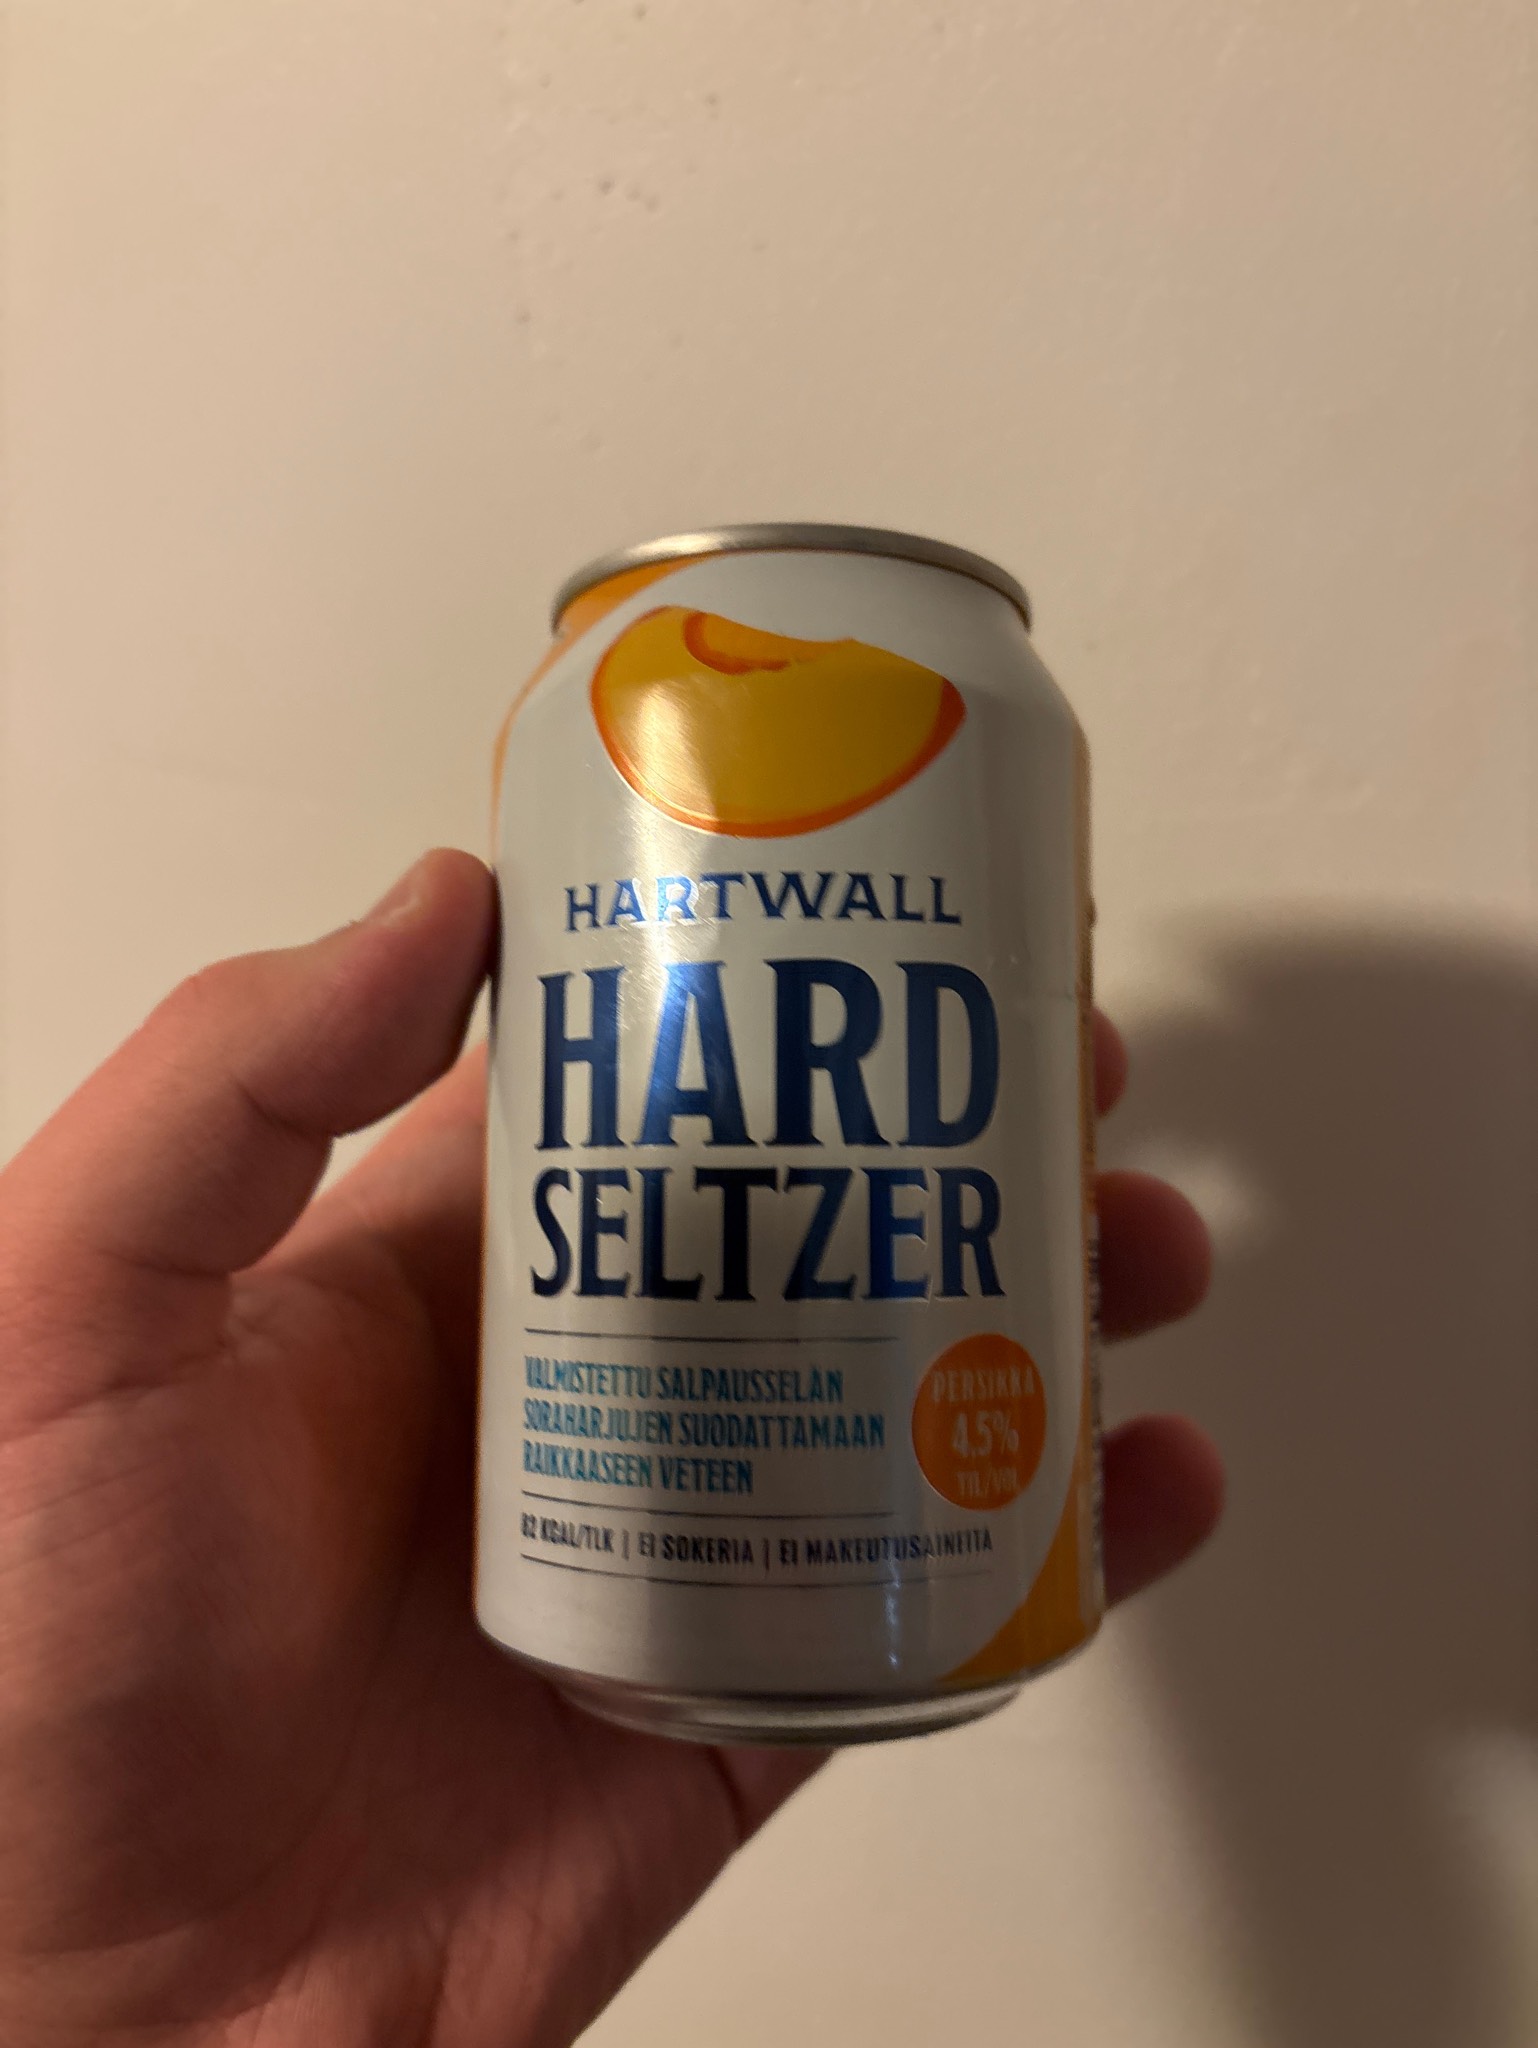 HARTWALL
HARD
SELTZER
VALMISTETTU SALPAUSSELÄN
SORAHARJUJEN SUODATTAMAAN
RAIKKAASEEN VETEEN
PERSIKKA
4,5%
TIL/VOL
82 KCAL/TLK | EI SOKERIA | EI MAKEUTUSAINEITA